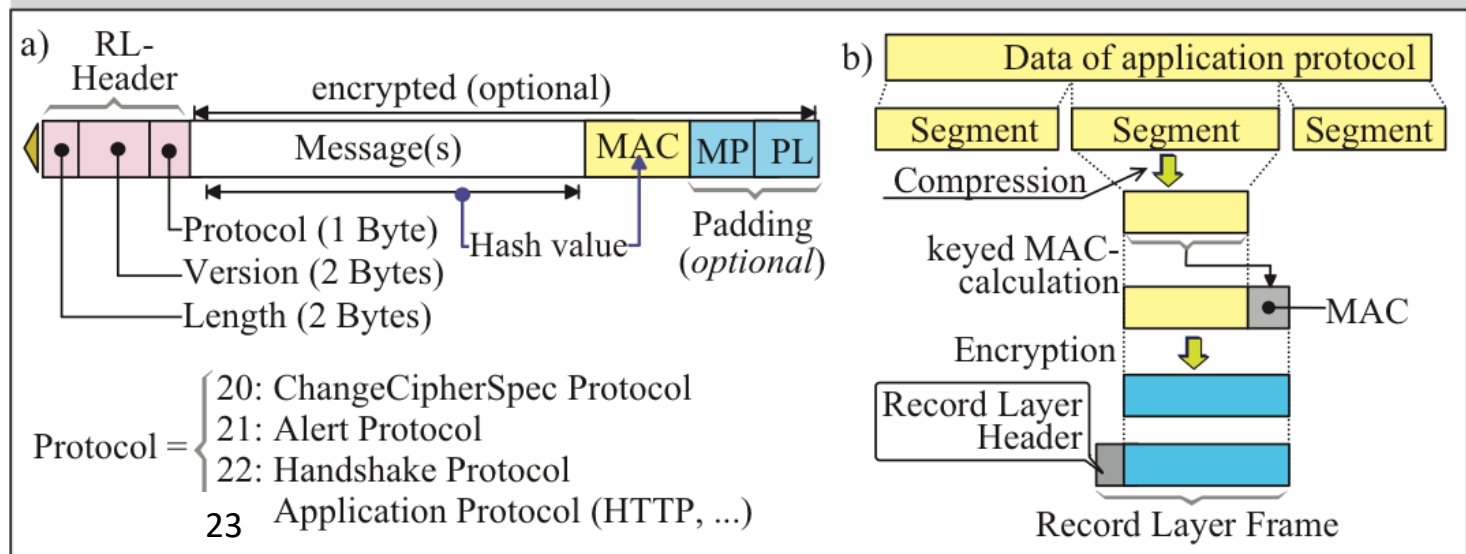 a)
RL-
Header
encrypted (optional)
Message(s)
MAC
MP
PL
Protocol (1 Byte)
Version (2 Bytes)
Length (2 Bytes)
Hash value
Padding
(optional)
Protocol =
20: ChangeCipherSpec Protocol
21: Alert Protocol
22: Handshake Protocol
23 Application Protocol (HTTP, ...)
b)
Data of application protocol
Segment
Segment
Segment
Compression
keyed MAC-
calculation
MAC
Encryption
Record Layer
Header
Record Layer Frame